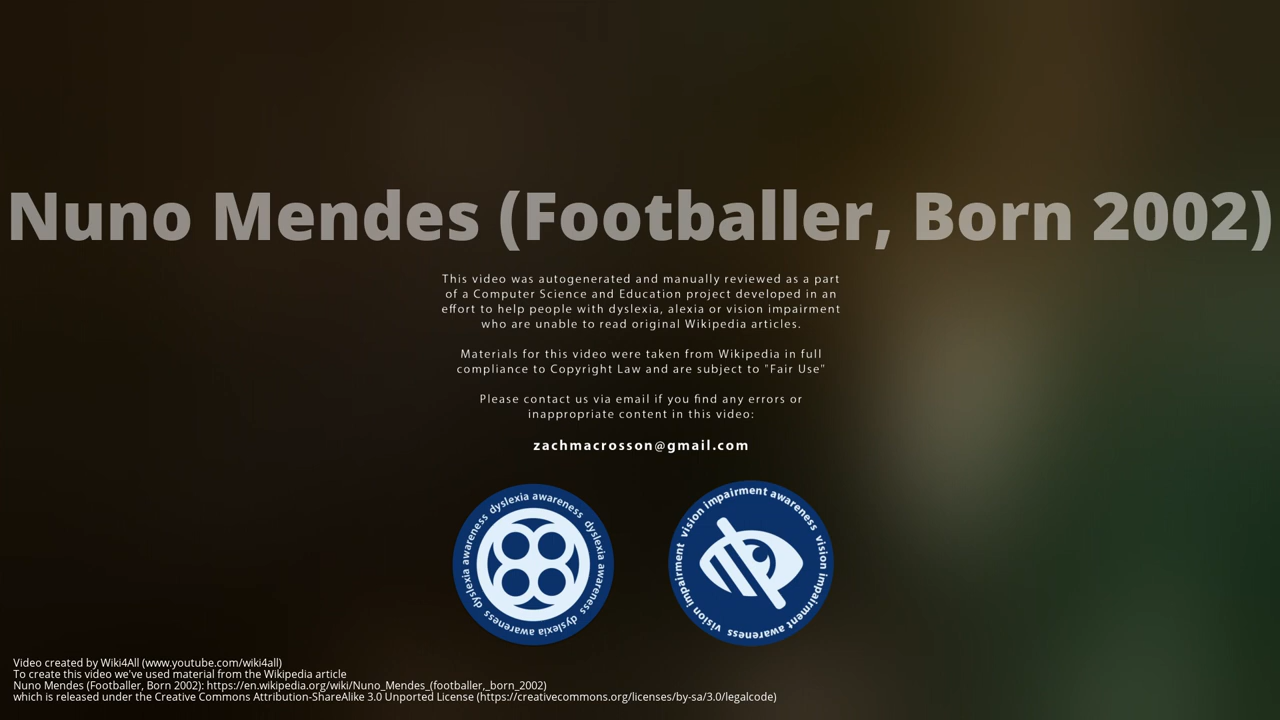 Nuno Mendes (Footballer, Born 2002)
This video was autogenerated and manually reviewed as a part
of a Computer Science and Education project developed in an
effort to help people with dyslexia, alexia or vision impairment
who are unable to read original Wikipedia articles.
Materials for this video were taken from Wikipedia in full
compliance to Copyright Law and are subject to "Fair Use"
Please contact us via email if you find any errors or
inappropriate content in this video:
zachmacrosson@gmail.com
dyslexia awareness dyslexia awareness dyslexia awareness dyslexia awareness
vision impairment awareness vision impairment awareness vision impairment
Video created by Wiki4All (www.youtube.com/wiki4all)
To create this video we've used material from the Wikipedia article
Nuno Mendes (Footballer, Born 2002): https://en.wikipedia.org/wiki/Nuno_Mendes_(footballer,_born_2002)
which is released under the Creative Commons Attribution-ShareAlike 3.0 Unported License (https://creativecommons.org/licenses/by-sa/3.0/legalcode)